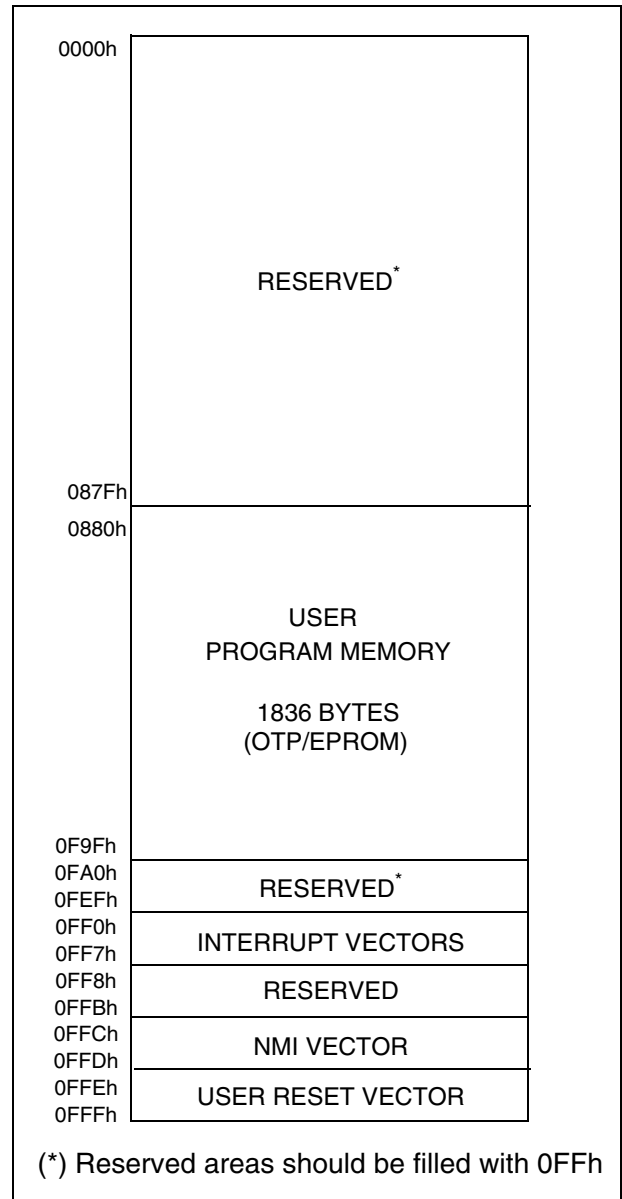 0000h
RESERVED*
087Fh
0880h
USER
PROGRAM MEMORY
1836 BYTES
(OTP/EPROM)
0F9Fh
0FA0h
RESERVED*
0FEFh
0FF0h
INTERRUPT VECTORS
0FF7h
0FF8h
RESERVED
0FFBh
0FFCh
NMI VECTOR
0FFDh
0FFEh
USER RESET VECTOR
0FFFh
(*) Reserved areas should be filled with 0FFh